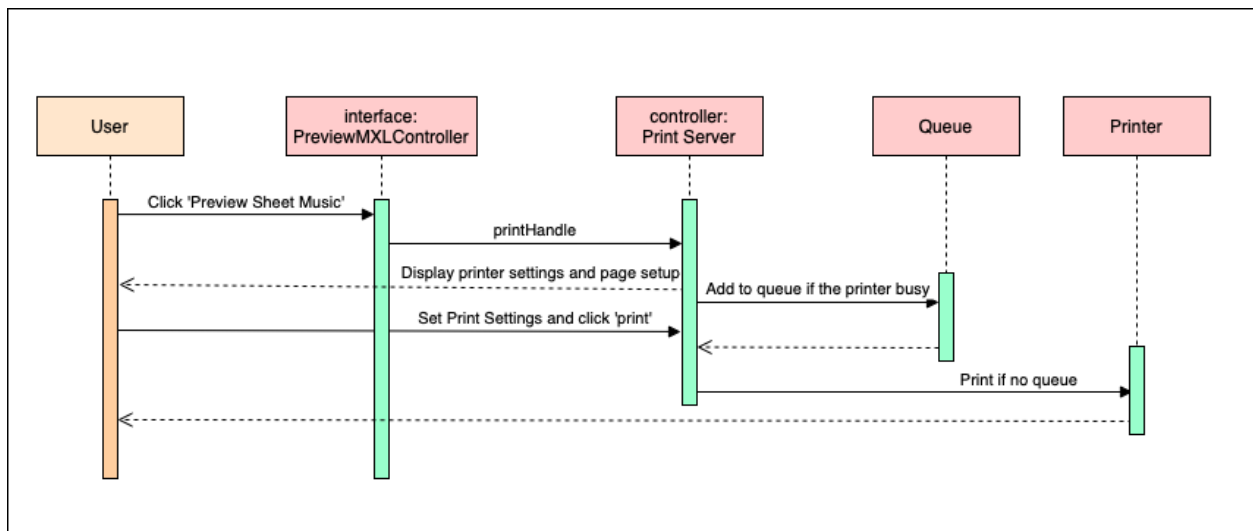 User
interface:
PreviewMXLController
controller:
Print Server
Queue
Printer
Click 'Preview Sheet Music'
printHandle
Display printer settings and page setup
Add to queue if the printer busy
Set Print Settings and click 'print'
Print if no queue